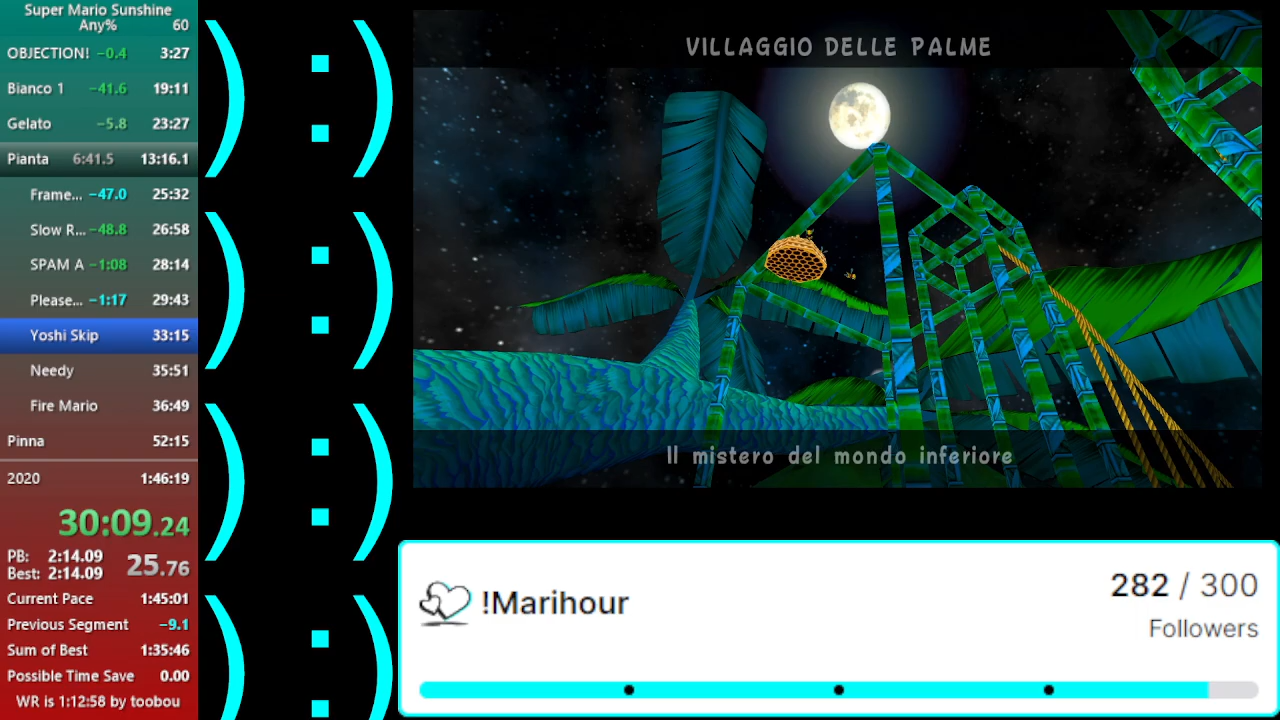 Super Mario Sunshine
Any% 60
OBJECTION! −0.4 3:27
Bianco 1 −41.6 19:11
Gelato −5.8 23:27
Pianta 6:41.5 13:16.1
Frame... −47.0 25:32
Slow R... −48.8 26:58
SPAM A −1:08 28:14
Please... −1:17 29:43
Yoshi Skip 33:15
Needy 35:51
Fire Mario 36:49
Pinna 52:15
2020 1:46:19
30:09.24
PB: 2:14.09
Best: 2:14.09
25.76
Current Pace 1:45:01
Previous Segment −9.1
Sum of Best 1:35:46
Possible Time Save 0.00
WR is 1:12:58 by toobou
) :)
) :)
) :)
) :)
VILLAGGIO DELLE PALME
Il mistero del mondo inferiore
!Marihour
282 / 300
Followers